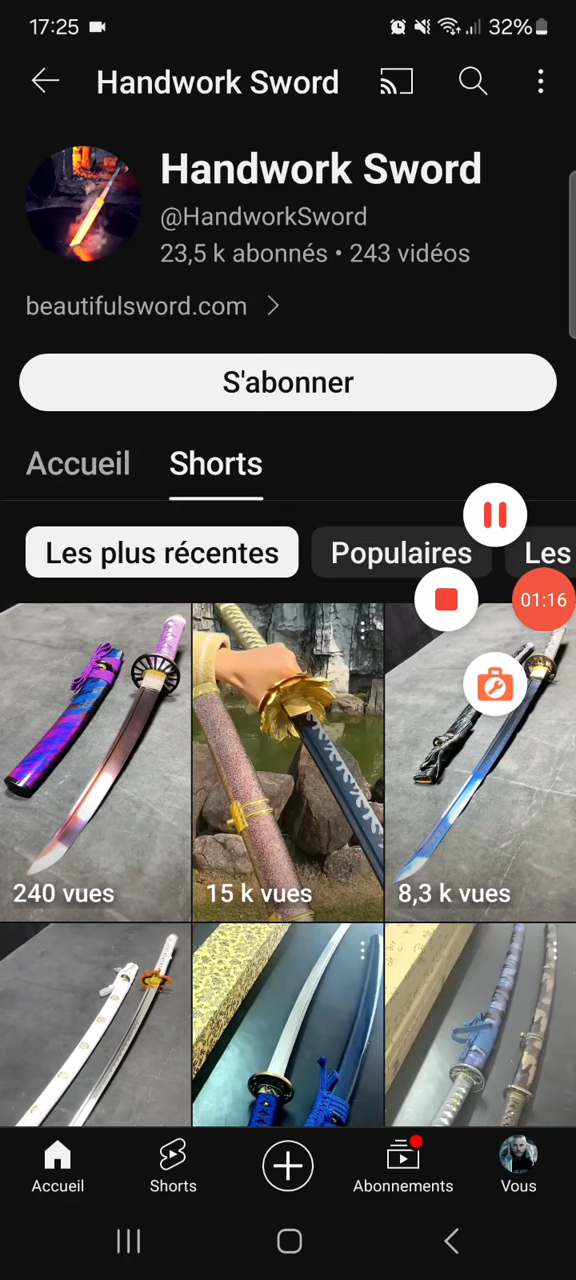 17:25 32%
Handwork Sword
Handwork Sword
@HandworkSword
23,5 k abonnés • 243 vidéos
beautifulsword.com
S'abonner
Accueil Shorts
Les plus récentes Populaires Les
01:16
240 vues 15 k vues 8,3 k vues
Accueil Shorts Abonnements Vous